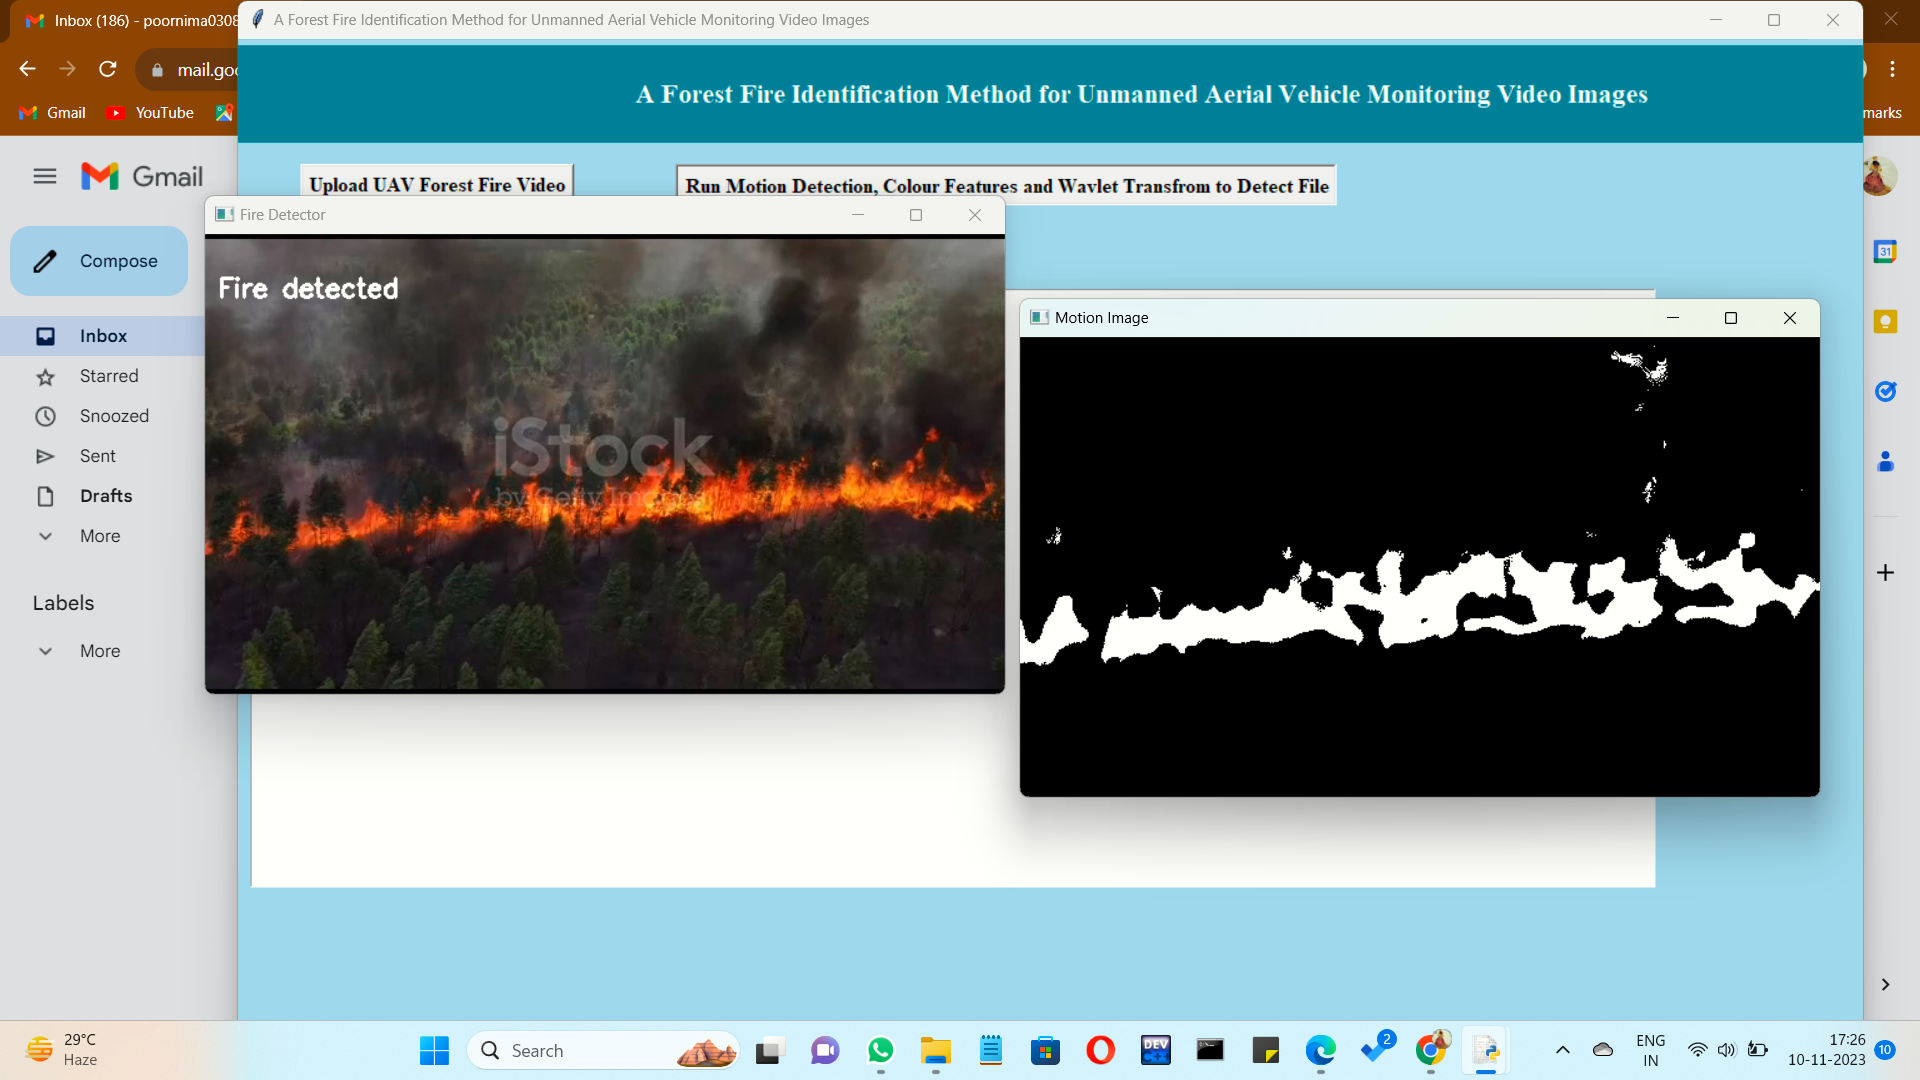 Inbox (186) - poornima0308
A Forest Fire Identification Method for Unmanned Aerial Vehicle Monitoring Video Images
mail.goo
A Forest Fire Identification Method for Unmanned Aerial Vehicle Monitoring Video Images
Gmail
YouTube
marks
Gmail
Upload UAV Forest Fire Video
Run Motion Detection, Colour Features and Wavlet Transfrom to Detect File
Fire Detector
Compose
31
Fire detected
Motion Image
Inbox
Starred
Snoozed
iStock
by Getty Images
Sent
Drafts
More
Labels
More
29°C
Haze
Search
DEV
C++
2
ENG
IN
17:26
10-11-2023
10